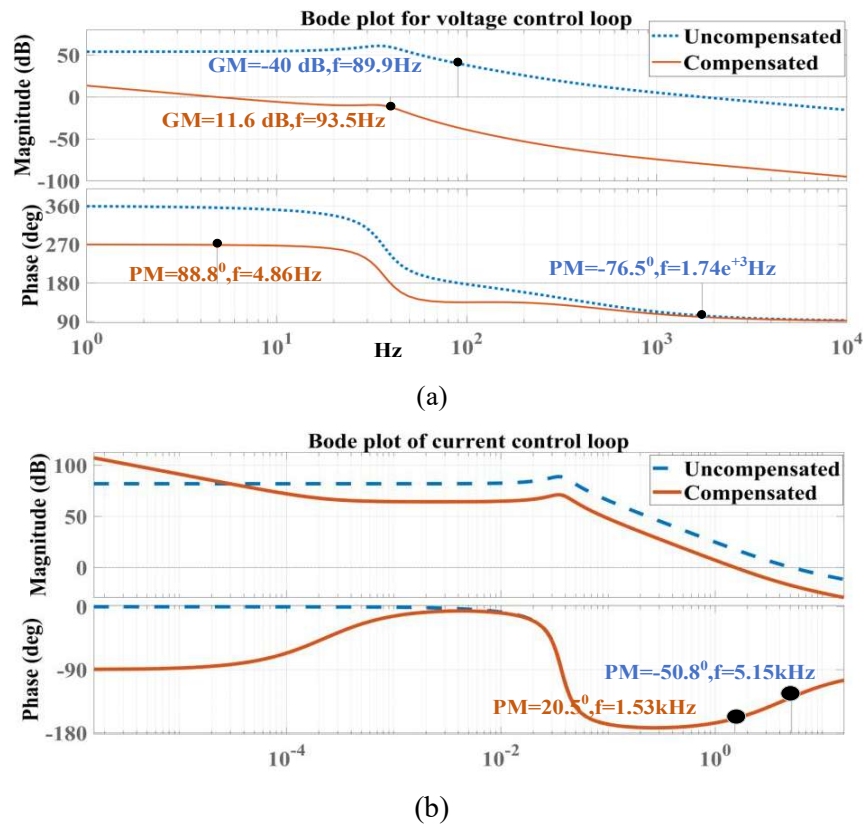 Bode plot for voltage control loop
Uncompensated
Compensated
GM=-40 dB,f=89.9Hz
GM=11.6 dB,f=93.5Hz
Magnitude (dB)
50
0
-50
-100
Phase (deg)
360
270
180
90
PM=88.8⁰,f=4.86Hz
PM=-76.5⁰,f=1.74e⁺³Hz
10⁰ 10¹ 10² 10³ 10⁴
Hz
(a)
Bode plot of current control loop
Uncompensated
Compensated
Magnitude (dB)
100
50
0
Phase (deg)
0
-90
-180
PM=-50.8⁰,f=5.15kHz
PM=20.5⁰,f=1.53kHz
10⁻⁴ 10⁻² 10⁰
(b)